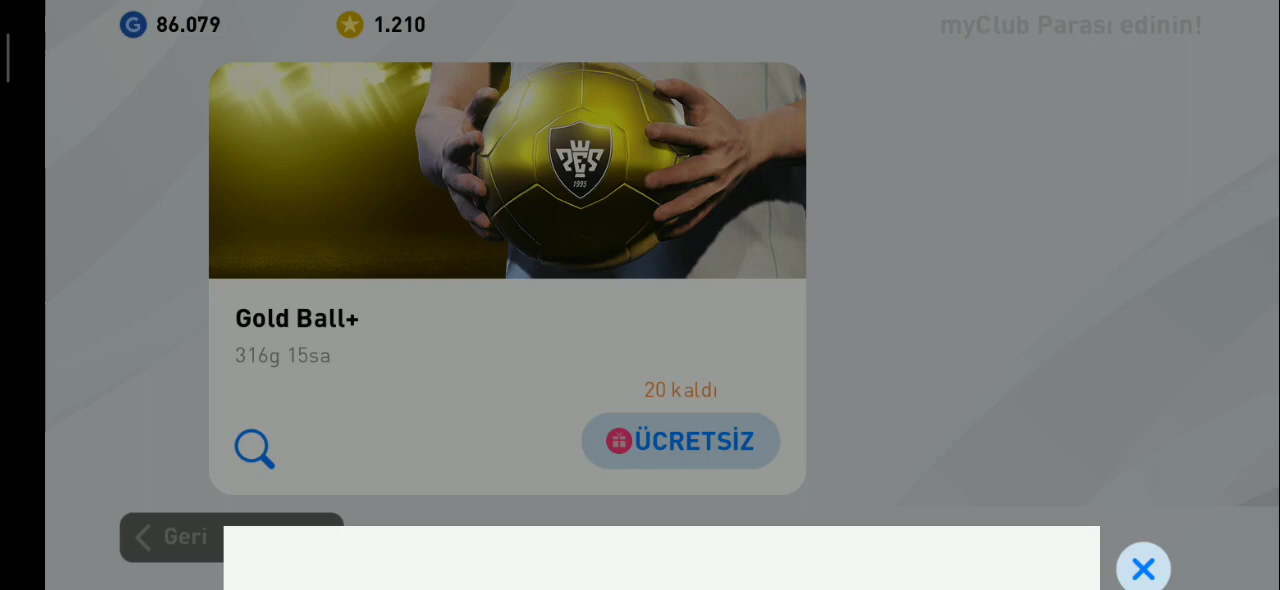 86.079
1.210
myClub Parası edinin!
PES
1995
Gold Ball+
316g 15sa
20 kaldı
ÜCRETSİZ
Geri